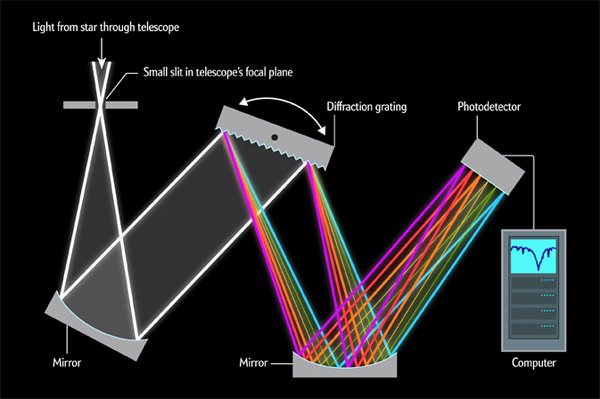 Light from star through telescope
Small slit in telescope's focal plane
Diffraction grating
Photodetector
Mirror
Mirror
Computer